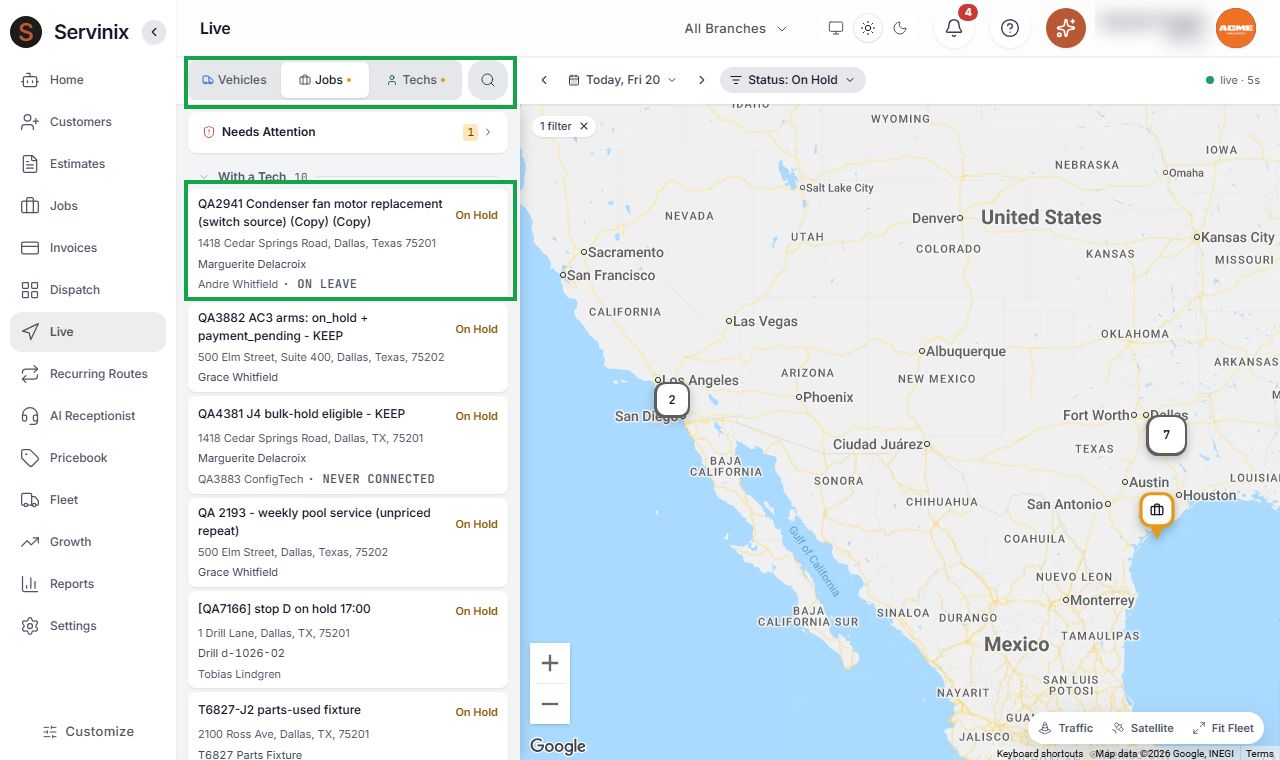 Servinix
Home
Customers
Estimates
Jobs
Invoices
Dispatch
Live
Recurring Routes
AI Receptionist
Pricebook
Fleet
Growth
Reports
Settings
Customize
Live
All Branches
4
ACME
Vehicles
Jobs
Techs
Today, Fri 20
Status: On Hold
live · 5s
Needs Attention
1
With a Tech 10
QA2941 Condenser fan motor replacement
(switch source) (Copy) (Copy)
On Hold
1418 Cedar Springs Road, Dallas, Texas 75201
Marguerite Delacroix
Andre Whitfield · ON LEAVE
QA3882 AC3 arms: on_hold +
payment_pending - KEEP
On Hold
500 Elm Street, Suite 400, Dallas, Texas, 75202
Grace Whitfield
QA4381 J4 bulk-hold eligible - KEEP
On Hold
1418 Cedar Springs Road, Dallas, TX, 75201
Marguerite Delacroix
QA3883 ConfigTech · NEVER CONNECTED
QA 2193 - weekly pool service (unpriced
repeat)
On Hold
500 Elm Street, Dallas, Texas, 75202
Grace Whitfield
[QA7166] stop D on hold 17:00
On Hold
1 Drill Lane, Dallas, TX, 75201
Drill d-1026-02
Tobias Lindgren
T6827-J2 parts-used fixture
On Hold
2100 Ross Ave, Dallas, TX, 75201
T6827 Parts Fixture
1 filter
IDAHO
WYOMING
IOWA
NEBRASKA
Omaha
Salt Lake City
NEVADA
Denver
United States
UTAH
Kansas City
COLORADO
KANSAS
MISSOURI
Sacramento
San Francisco
CALIFORNIA
Las Vegas
OKLAHOMA
Albuquerque
ARKANSAS
ARIZONA
NEW MEXICO
Los Angeles
2
Phoenix
San Diego
Fort Worth
Dallas
7
Ciudad Juárez
TEXAS
BAJA
CALIFORNIA
SONORA
Austin
LOUISIAN
CHIHUAHUA
San Antonio
Houston
COAHUILA
Gulf of California
NUEVO LEON
Monterrey
BAJA
CALIFORNIA SUR
SINALOA
DURANGO
TAMAULIPAS
Mexico
SAN LUIS
POTOSI
NAYARIT
GUA
JALISCO
Traffic
Satellite
Fit Fleet
Google
Keyboard shortcuts
Map data ©2026 Google, INEGI
Terms